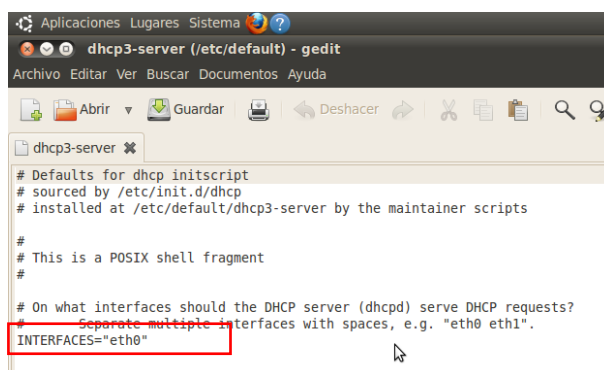 Aplicaciones Lugares Sistema ?
dhcp3-server (/etc/default) - gedit
Archivo Editar Ver Buscar Documentos Ayuda
Abrir Guardar Deshacer
dhcp3-server
# Defaults for dhcp initscript
# sourced by /etc/init.d/dhcp
# installed at /etc/default/dhcp3-server by the maintainer scripts
#
# This is a POSIX shell fragment
#
# On what interfaces should the DHCP server (dhcpd) serve DHCP requests?
# Separate multiple interfaces with spaces, e.g. "eth0 eth1".
INTERFACES="eth0"